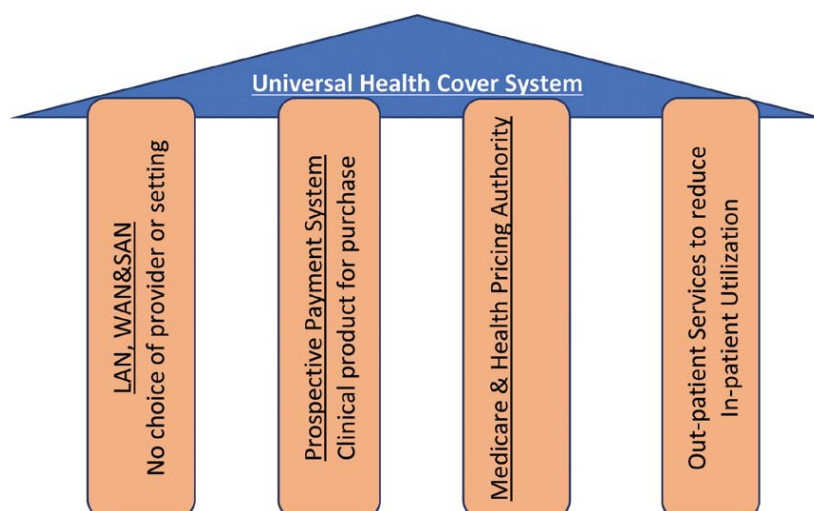 Universal Health Cover System
LAN, WAN&SAN
No choice of provider or setting
Prospective Payment System
Clinical product for purchase
Medicare & Health Pricing Authority
Out-patient Services to reduce
In-patient Utilization